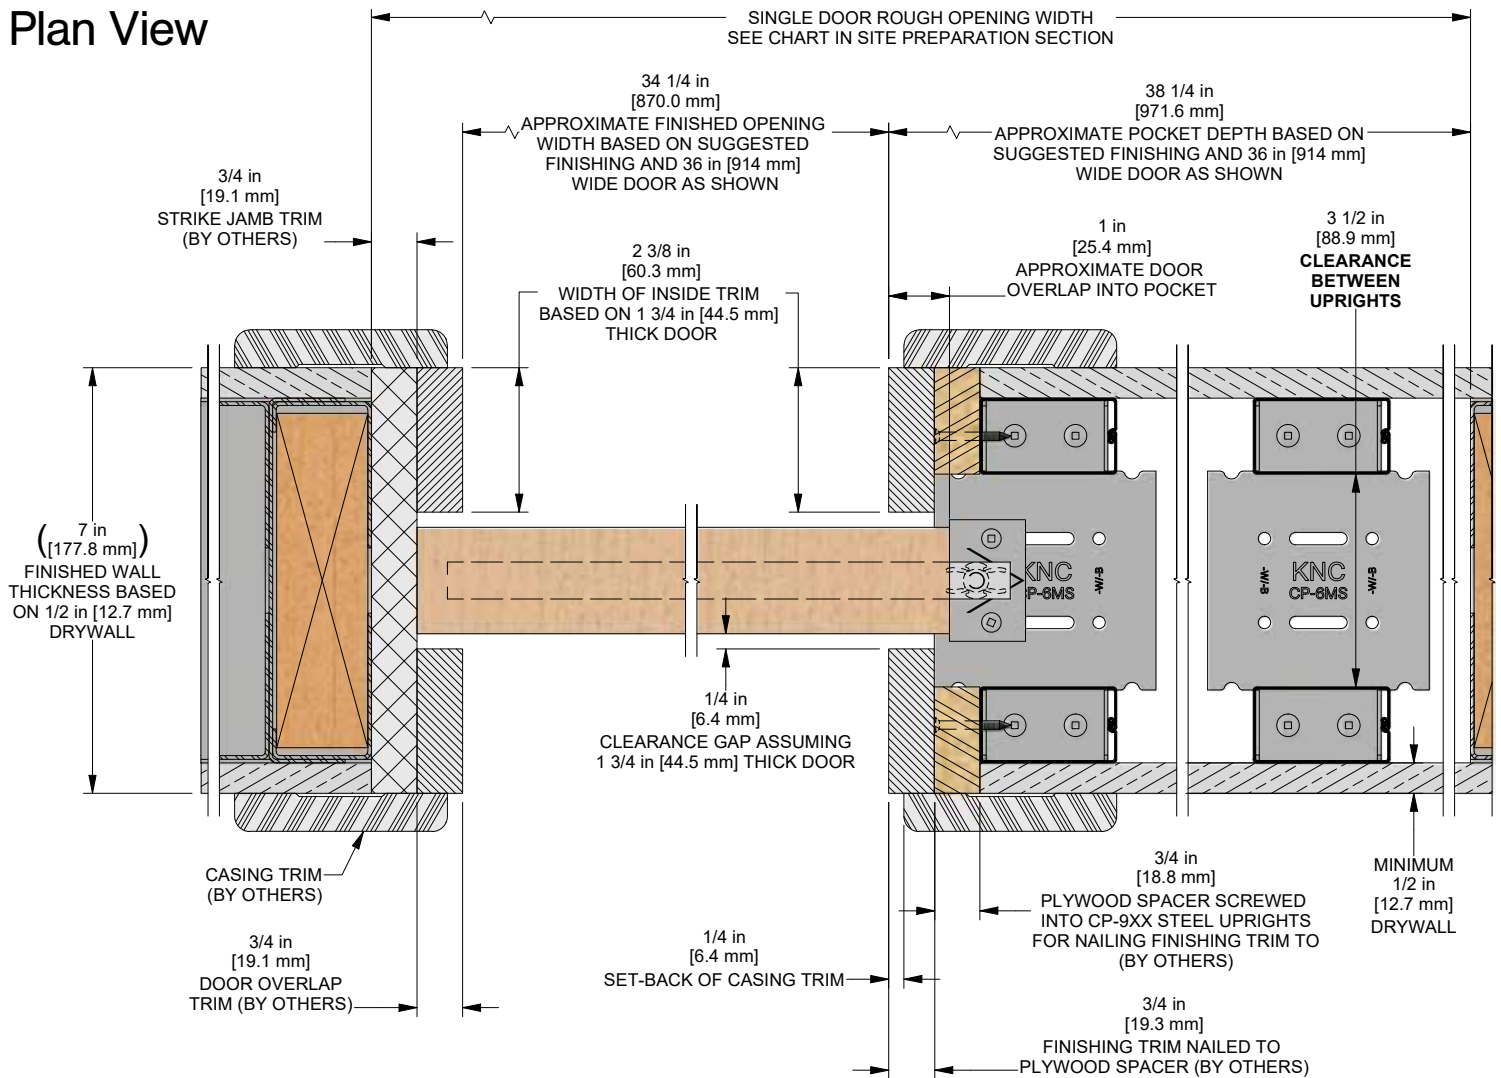 Plan View
SINGLE DOOR ROUGH OPENING WIDTH
SEE CHART IN SITE PREPARATION SECTION
34 1/4 in
[870.0 mm]
APPROXIMATE FINISHED OPENING
WIDTH BASED ON SUGGESTED
FINISHING AND 36 in [914 mm]
WIDE DOOR AS SHOWN
38 1/4 in
[971.6 mm]
APPROXIMATE POCKET DEPTH BASED ON
SUGGESTED FINISHING AND 36 in [914 mm]
WIDE DOOR AS SHOWN
3/4 in
[19.1 mm]
STRIKE JAMB TRIM
(BY OTHERS)
2 3/8 in
[60.3 mm]
WIDTH OF INSIDE TRIM
BASED ON 1 3/4 in [44.5 mm]
THICK DOOR
1 in
[25.4 mm]
APPROXIMATE DOOR
OVERLAP INTO POCKET
3 1/2 in
[88.9 mm]
CLEARANCE
BETWEEN
UPRIGHTS
(7 in
[177.8 mm])
FINISHED WALL
THICKNESS BASED
ON 1/2 in [12.7 mm]
DRYWALL
KNC
CP-6MS
-W/-B
-W/-B
KNC
CP-6MS
-W/-B
1/4 in
[6.4 mm]
CLEARANCE GAP ASSUMING
1 3/4 in [44.5 mm] THICK DOOR
CASING TRIM
(BY OTHERS)
3/4 in
[19.1 mm]
DOOR OVERLAP
TRIM (BY OTHERS)
1/4 in
[6.4 mm]
SET-BACK OF CASING TRIM
3/4 in
[18.8 mm]
PLYWOOD SPACER SCREWED
INTO CP-9XX STEEL UPRIGHTS
FOR NAILING FINISHING TRIM TO
(BY OTHERS)
MINIMUM
1/2 in
[12.7 mm]
DRYWALL
3/4 in
[19.3 mm]
FINISHING TRIM NAILED TO
PLYWOOD SPACER (BY OTHERS)